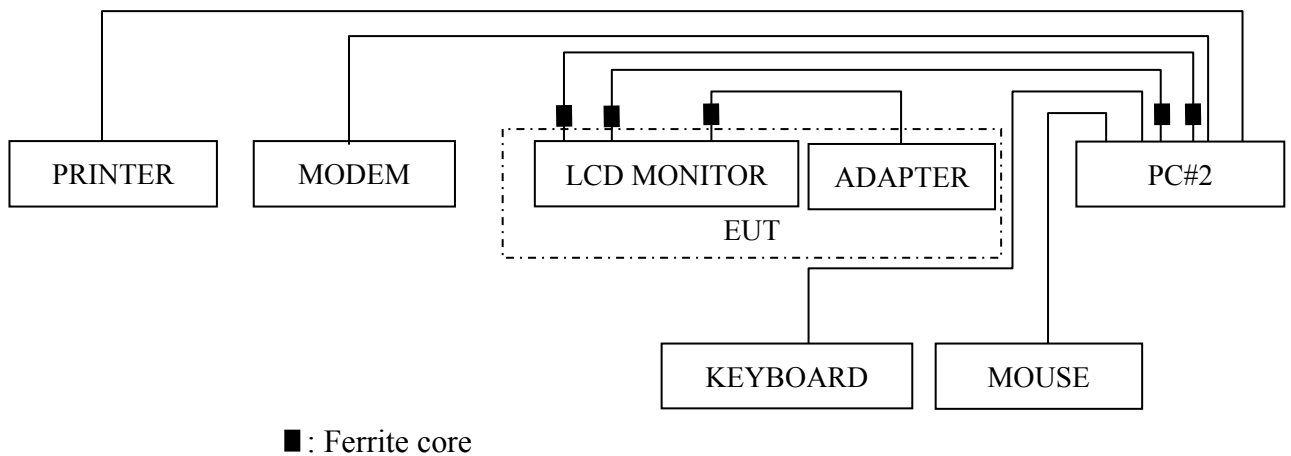 PRINTER
MODEM
LCD MONITOR
ADAPTER
PC#2
EUT
KEYBOARD
MOUSE
: Ferrite core